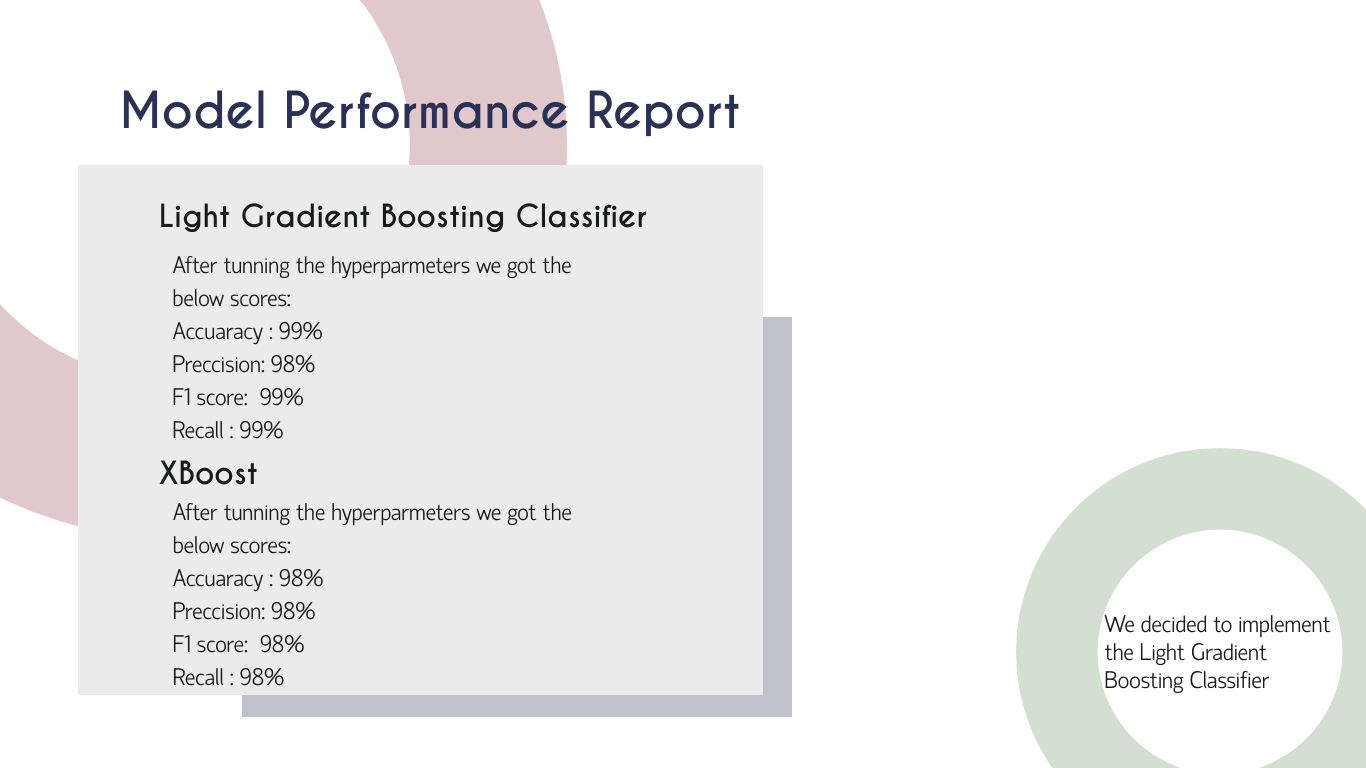 Model Performance Report
Light Gradient Boosting Classifier
After tunning the hyperparmeters we got the
below scores:
Accuaracy : 99%
Preccision: 98%
F1 score:  99%
Recall : 99%
XBoost
After tunning the hyperparmeters we got the
below scores:
Accuaracy : 98%
Preccision: 98%
F1 score:  98%
Recall : 98%
We decided to implement
the Light Gradient
Boosting Classifier